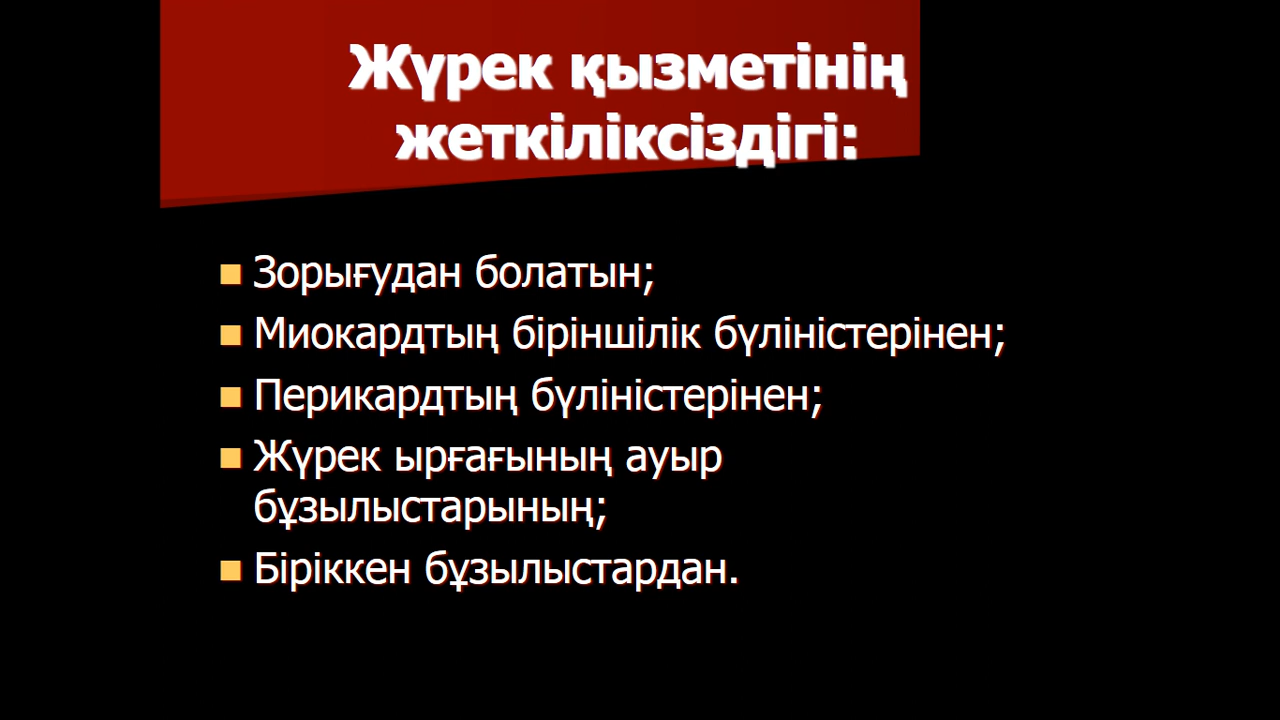 Жүрек қызметінің
жеткіліксіздігі:
Зорығудан болатын;
Миокардтың біріншілік бүліністерінен;
Перикардтың бүліністерінен;
Жүрек ырғағының ауыр
бұзылыстарының;
Біріккен бұзылыстардан.